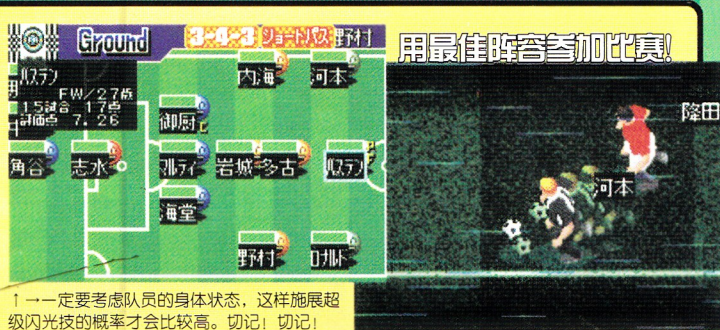 Ground
3-4-3
ショートパス
野村
バステン
FW/27点
15試合 17点
評価点 7.26
内海
河本
御厨
角谷
志水
マルディ
岩城
多古
バステン
海堂
野村
ロナルド
用最佳阵容参加比赛!
降田
河本
↑→一定要考虑队员的身体状态，这样施展超
级闪光技的概率才会比较高。切记！切记！